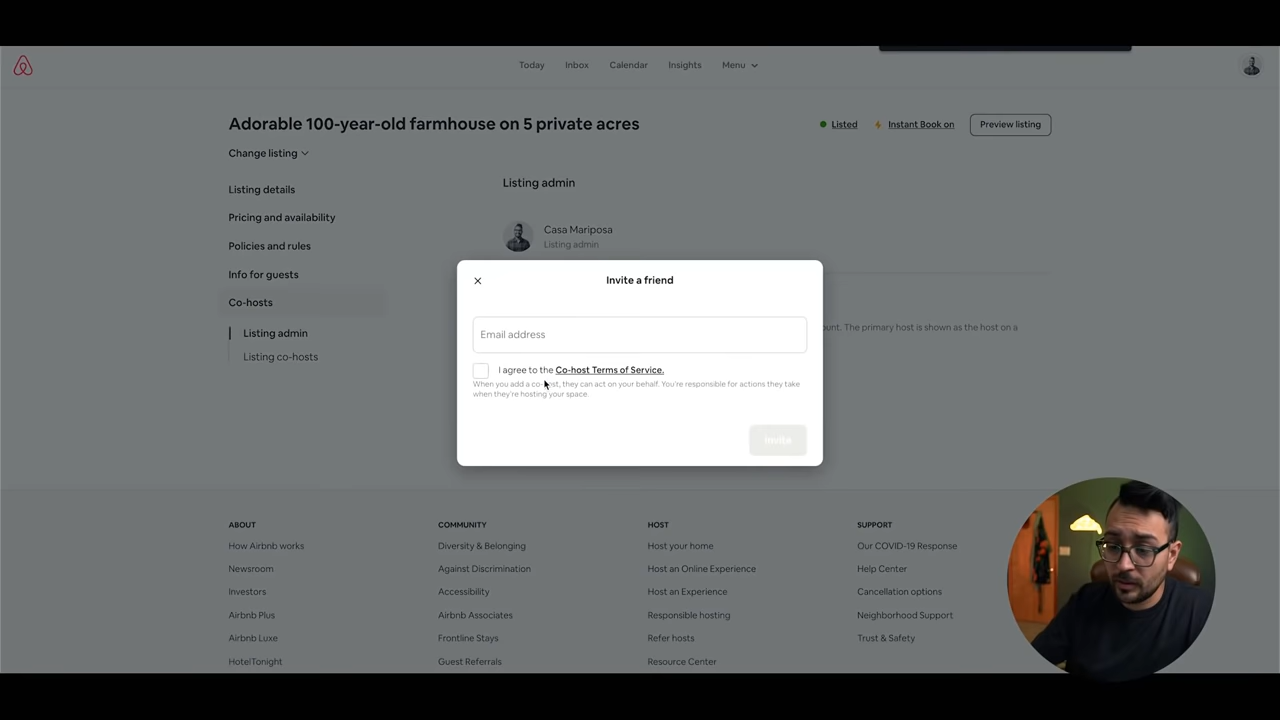 Today Inbox Calendar Insights Menu
Adorable 100-year-old farmhouse on 5 private acres
Listed Instant Book on Preview listing
Change listing
Listing details
Pricing and availability
Policies and rules
Info for guests
Co-hosts
Listing admin
Listing co-hosts
Listing admin
Casa Mariposa
Listing admin
ount. The primary host is shown as the host on a
Invite a friend
Email address
I agree to the Co-host Terms of Service.
When you add a co-host, they can act on your behalf. You're responsible for actions they take
when they're hosting your space.
Invite
ABOUT
How Airbnb works
Newsroom
Investors
Airbnb Plus
Airbnb Luxe
HotelTonight
COMMUNITY
Diversity & Belonging
Against Discrimination
Accessibility
Airbnb Associates
Frontline Stays
Guest Referrals
HOST
Host your home
Host an Online Experience
Host an Experience
Responsible hosting
Refer hosts
Resource Center
SUPPORT
Our COVID-19 Response
Help Center
Cancellation options
Neighborhood Support
Trust & Safety